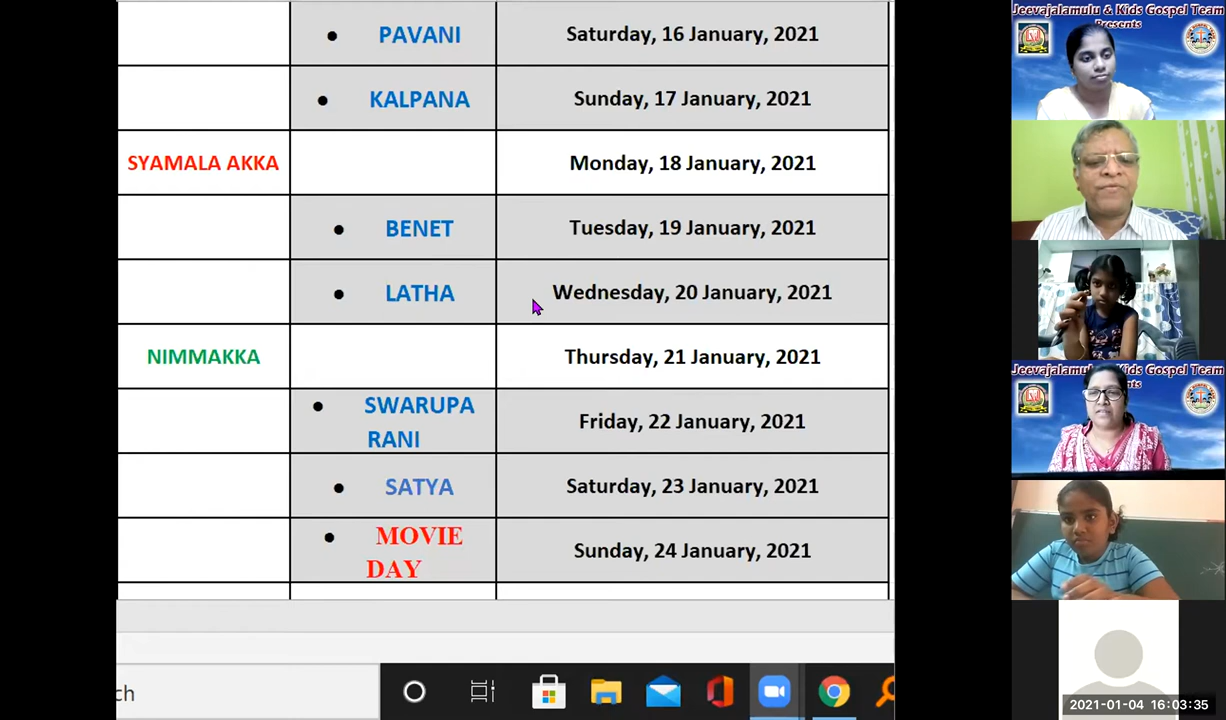 PAVANI Saturday, 16 January, 2021
KALPANA Sunday, 17 January, 2021
SYAMALA AKKA Monday, 18 January, 2021
BENET Tuesday, 19 January, 2021
LATHA Wednesday, 20 January, 2021
NIMMAKKA Thursday, 21 January, 2021
SWARUPA
RANI Friday, 22 January, 2021
SATYA Saturday, 23 January, 2021
MOVIE
DAY Sunday, 24 January, 2021
ch
Jeevajalamulu & Kids Gospel Team
Presents
Jeevajalamulu & Kids Gospel Team
nts
2021-01-04 16:03:35